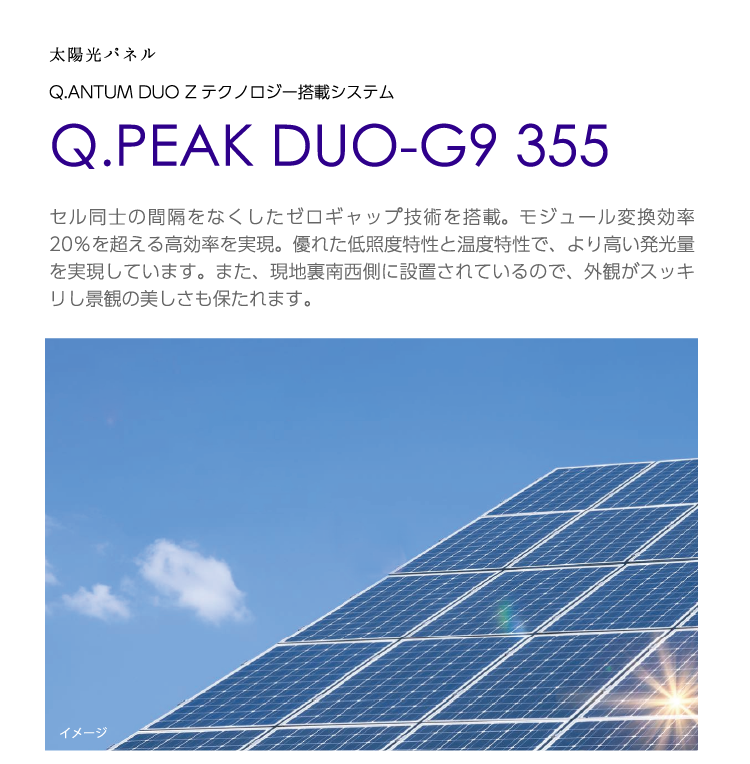 太陽光パネル
Q.ANTUM DUO Z テクノロジー搭載システム
Q.PEAK DUO-G9 355
セル同士の間隔をなくしたゼロギャップ技術を搭載。モジュール変換効率
20％を超える高効率を実現。優れた低照度特性と温度特性で、より高い発光量
を実現しています。また、現地裏南西側に設置されているので、外観がスッキ
リし景観の美しさも保たれます。
イメージ